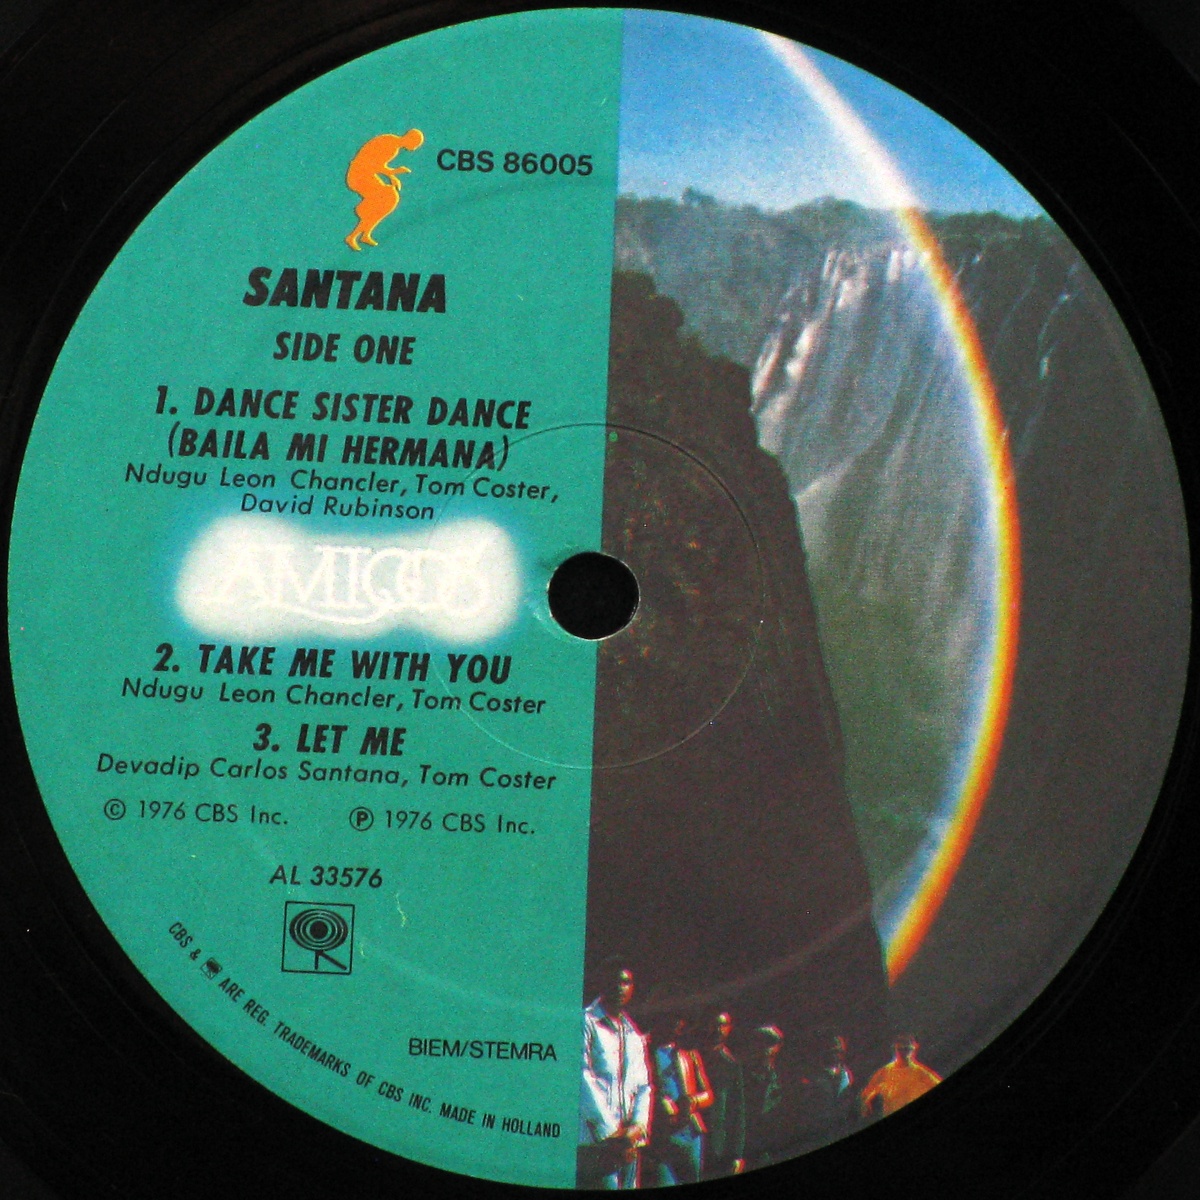 CBS 86005
SANTANA
SIDE ONE
1. DANCE SISTER DANCE
(BAILA MI HERMANA)
Ndugu Leon Chancler, Tom Coster,
David Rubinson
AMIGOS
2. TAKE ME WITH YOU
Ndugu Leon Chancler, Tom Coster
3. LET ME
Devadip Carlos Santana, Tom Coster
© 1976 CBS Inc. ℗ 1976 CBS Inc.
AL 33576
BIEM/STEMRA
CBS & ARE REG. TRADEMARKS OF CBS INC. MADE IN HOLLAND